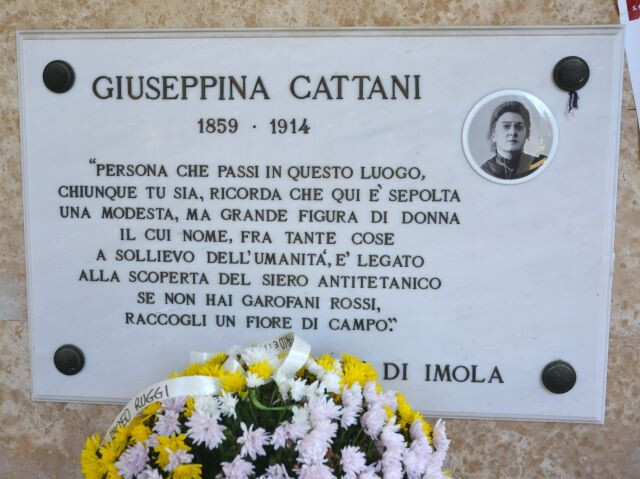 GIUSEPPINA CATTANI
1859 · 1914
"PERSONA CHE PASSI IN QUESTO LUOGO,
CHIUNQUE TU SIA, RICORDA CHE QUI E' SEPOLTA
UNA MODESTA, MA GRANDE FIGURA DI DONNA
IL CUI NOME, FRA TANTE COSE
A SOLLIEVO DELL'UMANITA', E' LEGATO
ALLA SCOPERTA DEL SIERO ANTITETANICO
SE NON HAI GAROFANI ROSSI,
RACCOGLI UN FIORE DI CAMPO."
DI IMOLA
RUGGI